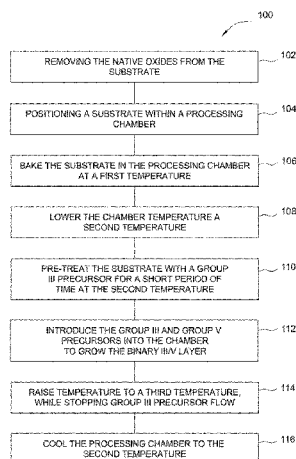 100
REMOVING THE NATIVE OXIDES FROM THE
SUBSTRATE
102
POSITIONING A SUBSTRATE WITHIN A PROCESSING
CHAMBER
104
BAKE THE SUBSTRATE IN THE PROCESSING CHAMBER
AT A FIRST TEMPERATURE
106
LOWER THE CHAMBER TEMPERATURE A
SECOND TEMPERATURE
108
PRE-TREAT THE SUBSTRATE WITH A GROUP
III PRECURSOR FOR A SHORT PERIOD OF
TIME AT THE SECOND TEMPERATURE
110
INTRODUCE THE GROUP III AND GROUP V
PRECURSORS INTO THE CHAMBER
TO GROW THE BINARY III/V LAYER
112
RAISE TEMPERATURE TO A THIRD TEMPERATURE,
WHILE STOPPING GROUP III PRECURSOR FLOW
114
COOL THE PROCESSING CHAMBER TO THE
SECOND TEMPERATURE
116